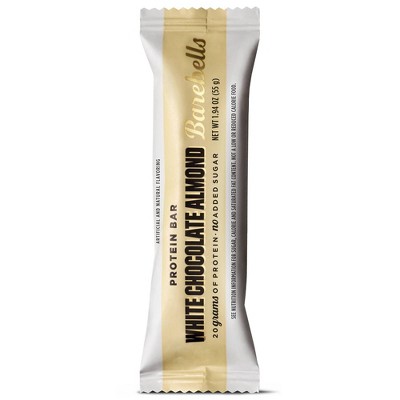 ARTIFICIAL AND NATURAL FLAVORING
PROTEIN BAR
WHITE CHOCOLATE ALMOND
Barebells
20 grams OF PROTEIN - no ADDED SUGAR
NET WT 1.94 OZ (55 g)
SEE NUTRITION INFORMATION FOR SUGAR, CALORIE AND SATURATED FAT CONTENT. NOT A LOW OR REDUCED CALORIE FOOD.